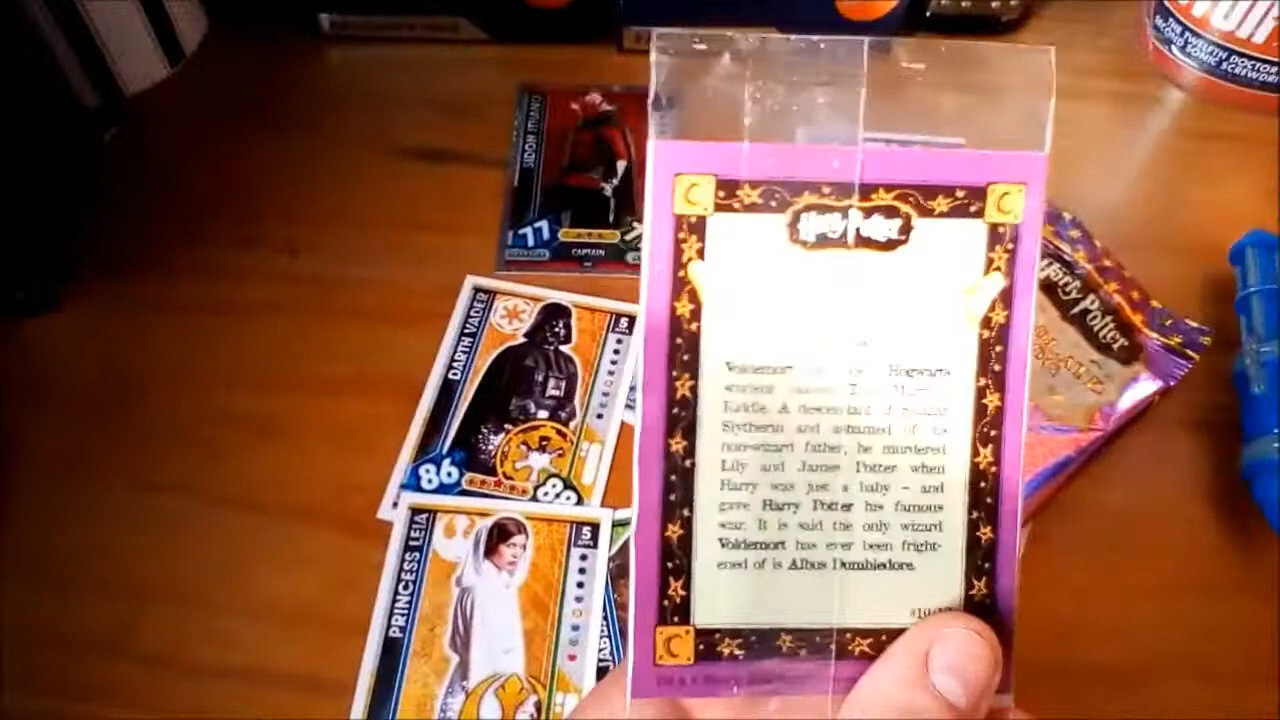 THE TWELFTH DOCTOR
SECOND SONIC SCREWDR
SIDON ITHANO
77
CAPTAIN
Harry Potter
Harry Potter
DARTH VADER
5
86
PRINCESS LEIA
5
JABBA
Voldemort Hogwarts
student
Riddle. A descendant of
Slytherin and ashamed of his
non-wizard father, he murdered
Lily and James Potter when
Harry was just a baby – and
gave Harry Potter his famous
scar. It is said the only wizard
Voldemort has ever been fright-
ened of is Albus Dumbledore.